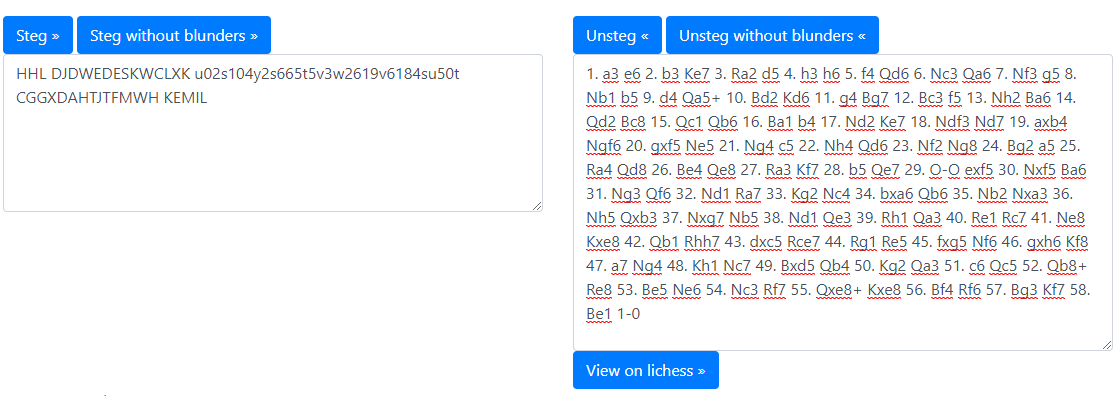 Steg » Steg without blunders »
HHL DJDWEDESKWCLXK u02s104y2s665t5v3w2619v6184su50t
CGGXDAHTJTFMWH KEMIL
Unsteg « Unsteg without blunders «
1. a3 e6 2. b3 Ke7 3. Ra2 d5 4. h3 h6 5. f4 Qd6 6. Nc3 Qa6 7. Nf3 g5 8.
Nb1 b5 9. d4 Qa5+ 10. Bd2 Kd6 11. g4 Bg7 12. Bc3 f5 13. Nh2 Ba6 14.
Qd2 Bc8 15. Qc1 Qb6 16. Ba1 b4 17. Nd2 Ke7 18. Ndf3 Nd7 19. axb4
Ngf6 20. gxf5 Ne5 21. Ng4 c5 22. Nh4 Qd6 23. Nf2 Ng8 24. Bg2 a5 25.
Ra4 Qd8 26. Be4 Qe8 27. Ra3 Kf7 28. b5 Qe7 29. O-O exf5 30. Nxf5 Ba6
31. Ng3 Qf6 32. Nd1 Ra7 33. Kg2 Nc4 34. bxa6 Qb6 35. Nb2 Nxa3 36.
Nh5 Qxb3 37. Nxg7 Nb5 38. Nd1 Qe3 39. Rh1 Qa3 40. Re1 Rc7 41. Ne8
Kxe8 42. Qb1 Rhh7 43. dxc5 Rce7 44. Rg1 Re5 45. fxg5 Nf6 46. gxh6 Kf8
47. a7 Ng4 48. Kh1 Nc7 49. Bxd5 Qb4 50. Kg2 Qa3 51. c6 Qc5 52. Qb8+
Re8 53. Be5 Ne6 54. Nc3 Rf7 55. Qxe8+ Kxe8 56. Bf4 Rf6 57. Bg3 Kf7 58.
Be1 1-0
View on lichess »